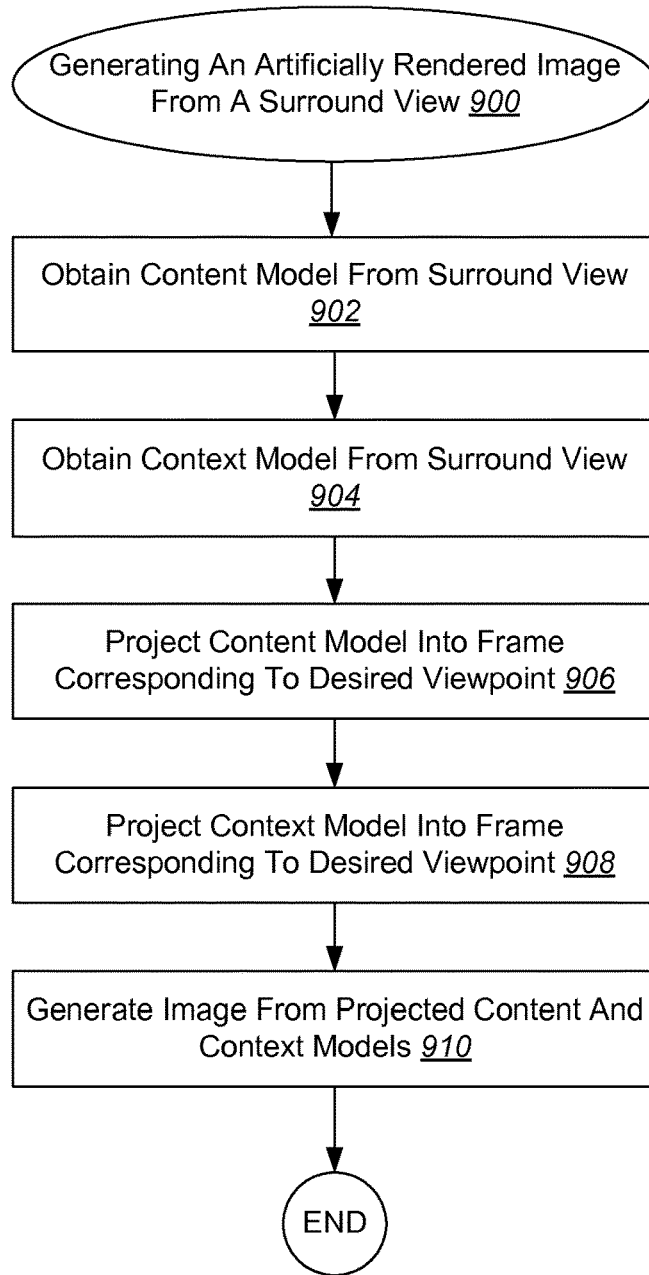 Generating An Artificially Rendered Image
From A Surround View 900
Obtain Content Model From Surround View
902
Obtain Context Model From Surround View
904
Project Content Model Into Frame
Corresponding To Desired Viewpoint 906
Project Context Model Into Frame
Corresponding To Desired Viewpoint 908
Generate Image From Projected Content And
Context Models 910
END